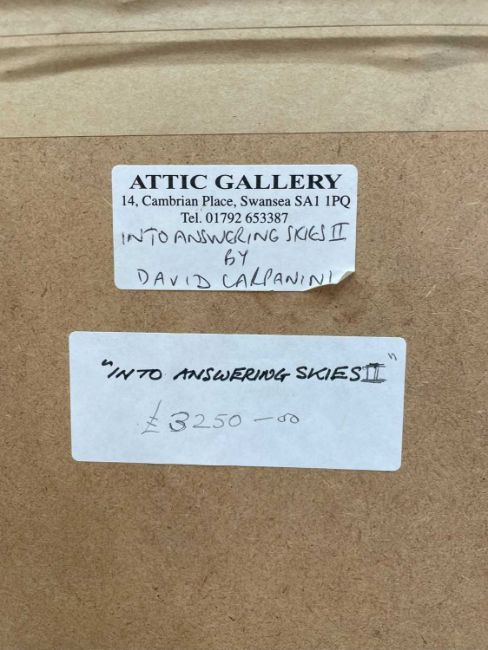 ATTIC GALLERY
14, Cambrian Place, Swansea SA1 1PQ
Tel. 01792 653387
INTO ANSWERING SKIES II
BY
DAVID CARPANINI
"INTO ANSWERING SKIES II"
£3250-00